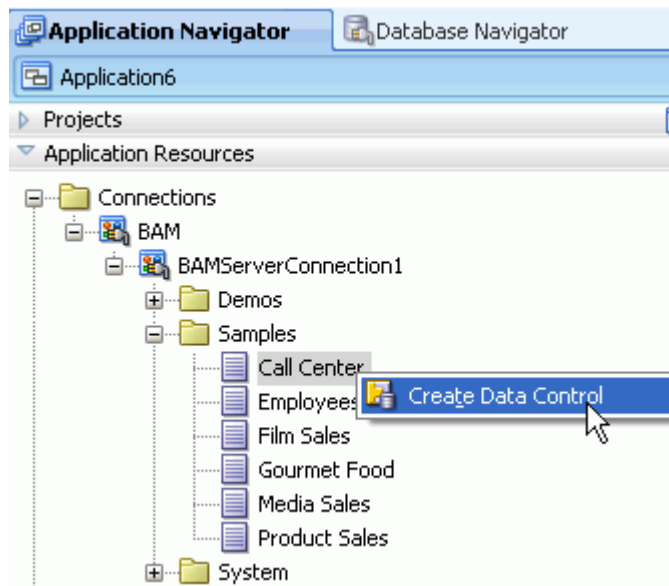 Application Navigator Database Navigator
Application6
Projects
Application Resources
Connections
BAM
BAMServerConnection1
Demos
Samples
Call Center
Create Data Control
Employees
Film Sales
Gourmet Food
Media Sales
Product Sales
System